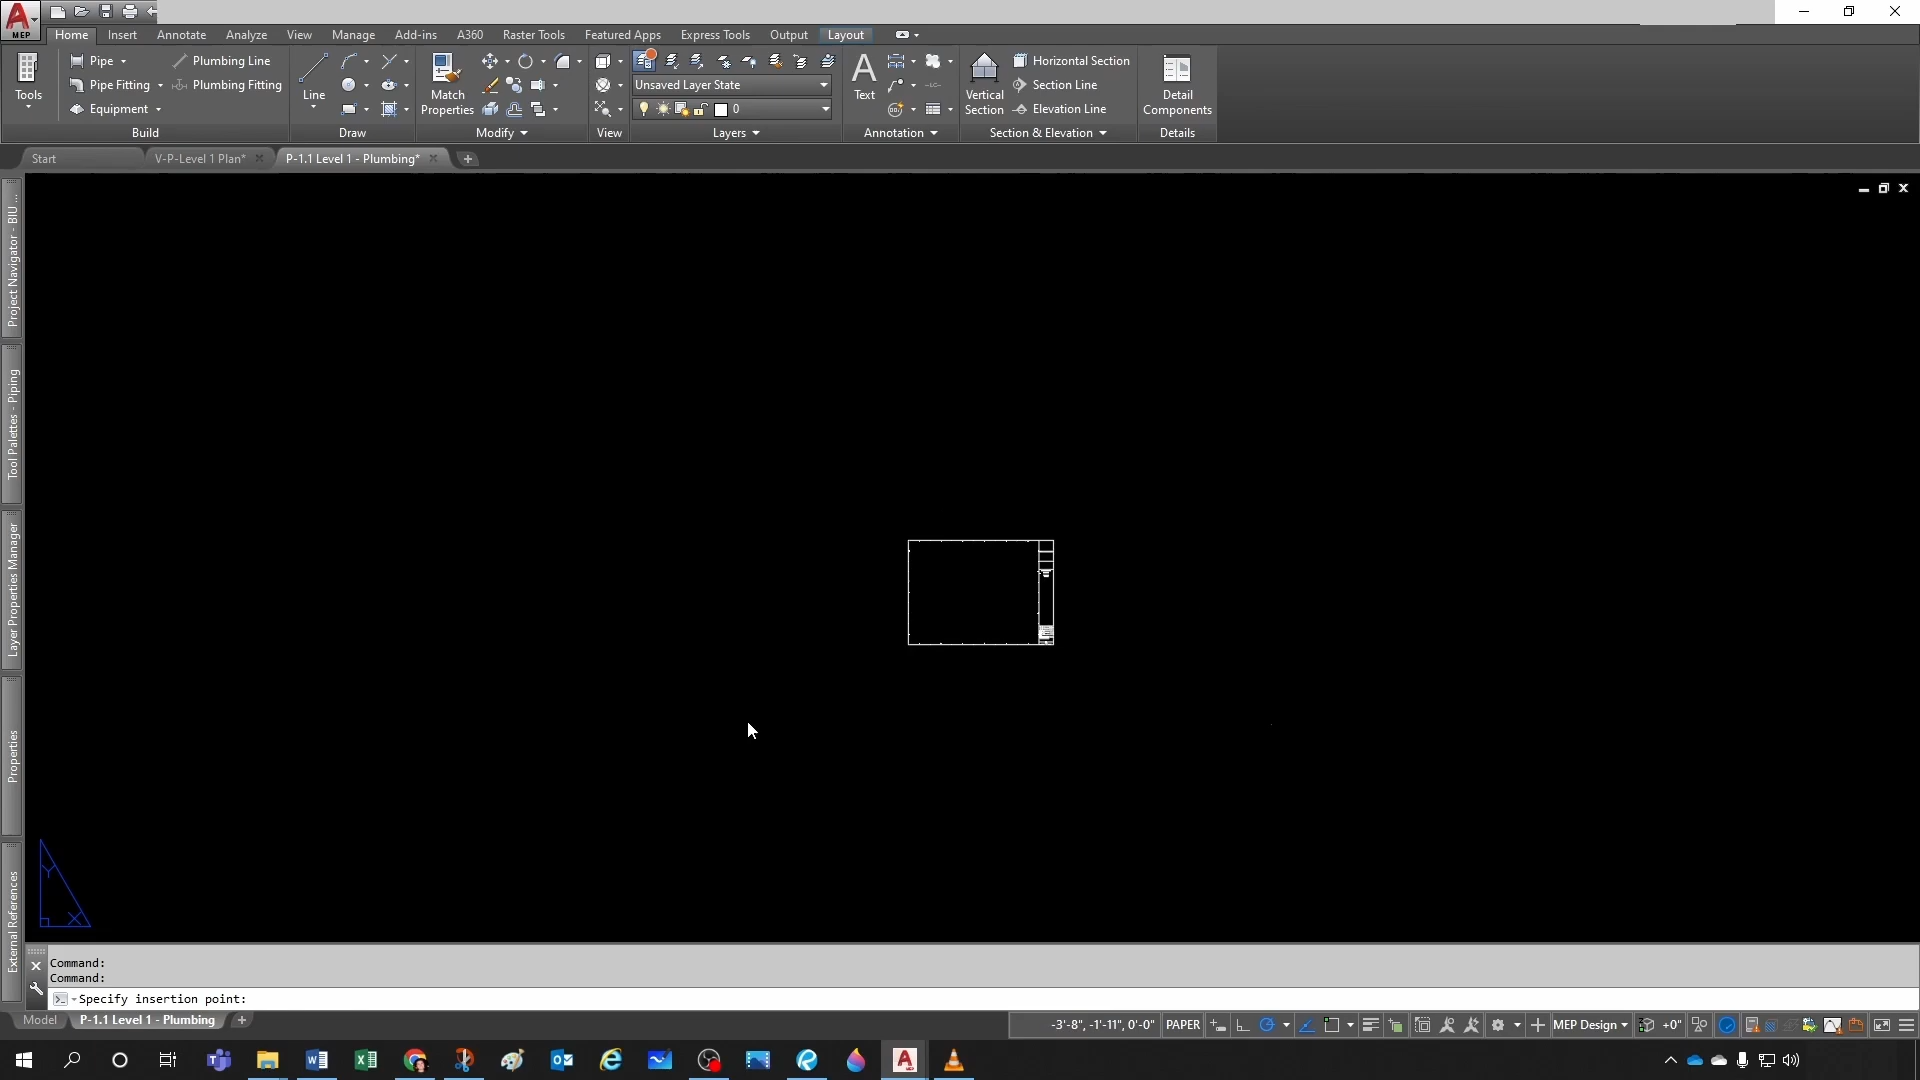 MEP
Home Insert Annotate Analyze View Manage Add-ins A360 Raster Tools Featured Apps Express Tools Output Layout
Pipe Plumbing Line Horizontal Section
Unsaved Layer State
Pipe Fitting Plumbing Fitting Section Line
Tools Line Match Properties Text Vertical Section Detail Components
Equipment 0 Elevation Line
Build Draw Modify View Layers Annotation Section & Elevation Details
Start V-P-Level 1 Plan* P-1.1 Level 1 - Plumbing*
Project Navigator - BIU ...
Tool Palettes - Piping
Layer Properties Manager
Properties
External References
Y
X
Command:
Command:
Specify insertion point:
Model P-1.1 Level 1 - Plumbing
-3'-8", -1'-11", 0'-0" PAPER MEP Design +0"